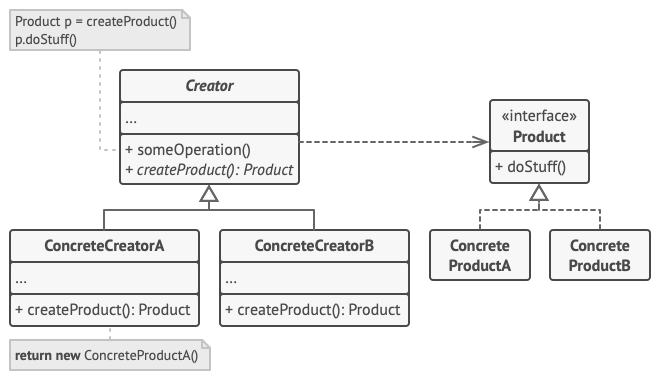 Product p = createProduct()
p.doStuff()
Creator
...
+ someOperation()
+ createProduct(): Product
«interface»
Product
+ doStuff()
ConcreteCreatorA
...
+ createProduct(): Product
ConcreteCreatorB
...
+ createProduct(): Product
Concrete
ProductA
Concrete
ProductB
return new ConcreteProductA()